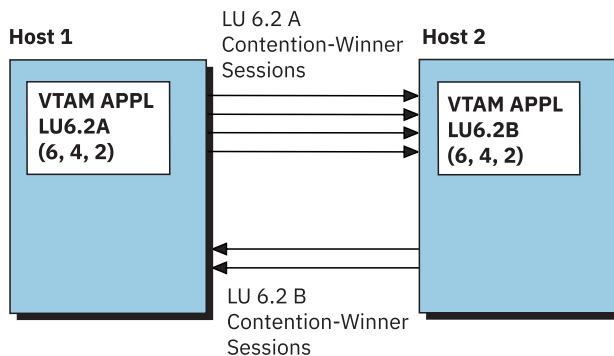 LU 6.2 A
Contention-Winner
Sessions
Host 1
Host 2
VTAM APPL
LU6.2A
(6, 4, 2)
VTAM APPL
LU6.2B
(6, 4, 2)
LU 6.2 B
Contention-Winner
Sessions